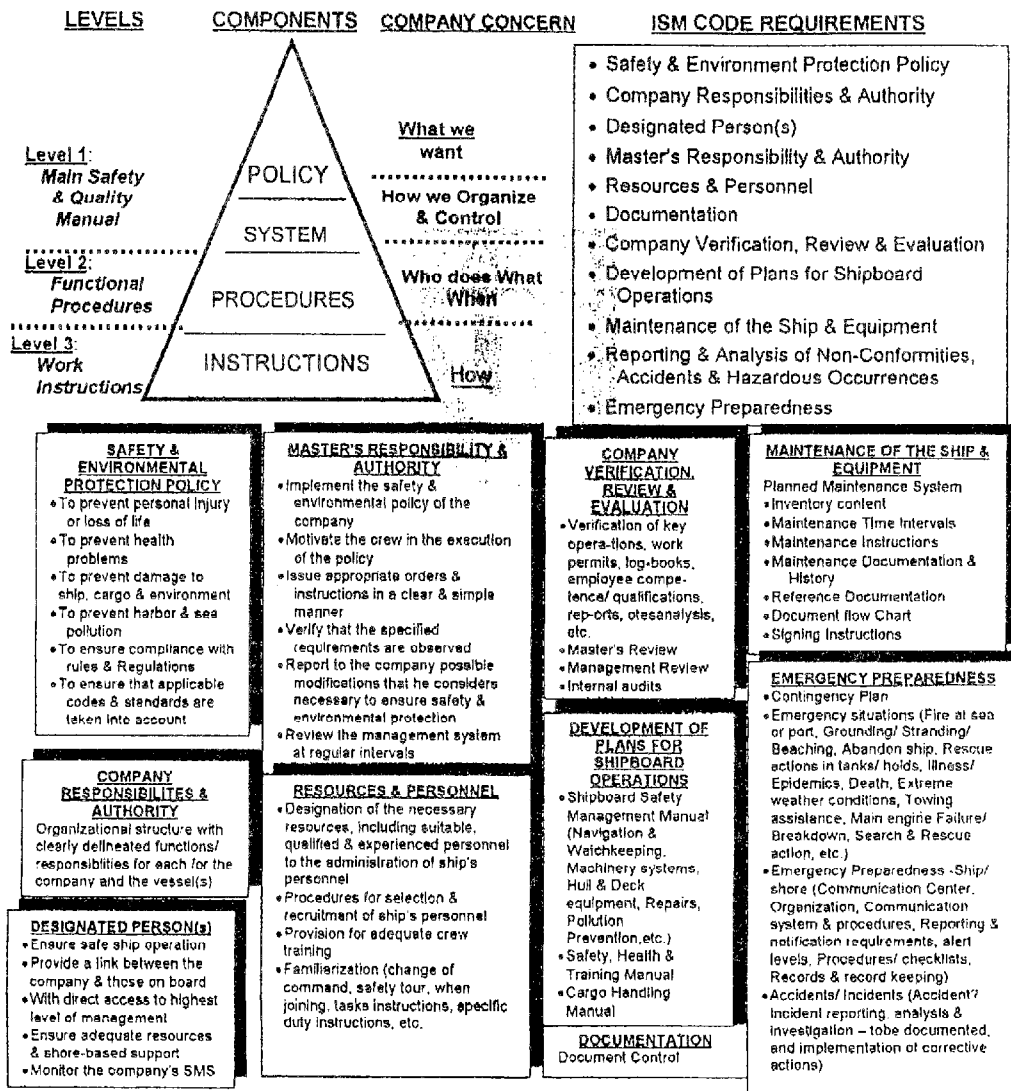 LEVELS COMPONENTS COMPANY CONCERN ISM CODE REQUIREMENTS
Level 1:
Main Safety
& Quality
Manual
Level 2:
Functional
Procedures
Level 3:
Work
Instructions
POLICY
SYSTEM
PROCEDURES
INSTRUCTIONS
What we
want
How we Organize
& Control
Who does What
When
How
• Safety & Environment Protection Policy
• Company Responsibilities & Authority
• Designated Person(s)
• Master's Responsibility & Authority
• Resources & Personnel
• Documentation
• Company Verification, Review & Evaluation
• Development of Plans for Shipboard
Operations
• Maintenance of the Ship & Equipment
• Reporting & Analysis of Non-Conformities,
Accidents & Hazardous Occurrences
• Emergency Preparedness
SAFETY &
ENVIRONMENTAL
PROTECTION POLICY
• To prevent personal injury
or loss of life
• To prevent health
problems
• To prevent damage to
ship, cargo & environment
• To prevent harbor & sea
pollution
• To ensure compliance with
rules & Regulations
• To ensure that applicable
codes & standards are
taken into account
COMPANY
RESPONSIBILITES &
AUTHORITY
Organizational structure with
clearly delineated functions/
responsiblities for each for the
company and the vessel(s)
DESIGNATED PERSON(s)
• Ensure safe ship operation
• Provide a link between the
company & those on board
• With direct access to highest
level of management
• Ensure adequate resources
& shore-based support
• Monitor the company's SMS
MASTER'S RESPONSIBILITY &
AUTHORITY
• Implement the safety &
environmental policy of the
company
• Motivate the crew in the execution
of the policy
• Issue appropriate orders &
instructions in a clear & simple
manner
• Verify that the specified
requirements are observed
• Report to the company possible
modifications that he considers
necessary to ensure safety &
environmental protection
• Review the management system
at regular intervals
RESOURCES & PERSONNEL
• Designation of the necessary
resources, including suitable,
qualified & experienced personnel
to the administration of ship's
personnel
• Procedures for selection &
recruitment of ship's personnel
• Provision for adequate crew
training
• Familiarization (change of
command, safety tour, when
joining, tasks instructions, specific
duty instructions, etc.
COMPANY
VERIFICATION,
REVIEW &
EVALUATION
• Verification of key
opera-tions, work
permits, log-books,
employee compe-
tence/ qualifications,
rep-orts, otesanalysis,
etc.
• Master's Review
• Management Review
• Internal audits
DEVELOPMENT OF
PLANS FOR
SHIPBOARD
OPERATIONS
• Shipboard Safety
Management Manual
(Navigation &
Watchkeeping,
Machinery systems,
Hull & Deck
equipment, Repairs,
Pollution
Prevention,etc.)
• Safety, Health &
Training Manual
• Cargo Handling
Manual
DOCUMENTATION
Document Control
MAINTENANCE OF THE SHIP &
EQUIPMENT
Planned Maintenance System
• Inventory content
• Maintenance Time Intervals
• Maintenance Instructions
• Maintenance Documentation &
History
• Reference Documentation
• Document flow Chart
• Signing Instructions
EMERGENCY PREPAREDNESS
• Contingency Plan
• Emergency situations (Fire at sea
or port, Grounding/ Stranding/
Beaching, Abandon ship, Rescue
actions in tanks/ holds, Illness/
Epidemics, Death, Extreme
weather conditions, Towing
assistance, Main engine Failure/
Breakdown, Search & Rescue
action, etc.)
• Emergency Preparedness -Ship/
shore (Communication Center,
Organization, Communication
system & procedures, Reporting &
notification requirements, alert
levels, Procedures/ checklists,
Records & record keeping)
• Accidents/ Incidents (Accident?/
Incident reporting, analysis &
investigation – tobe documented,
and implementation of corrective
actions)